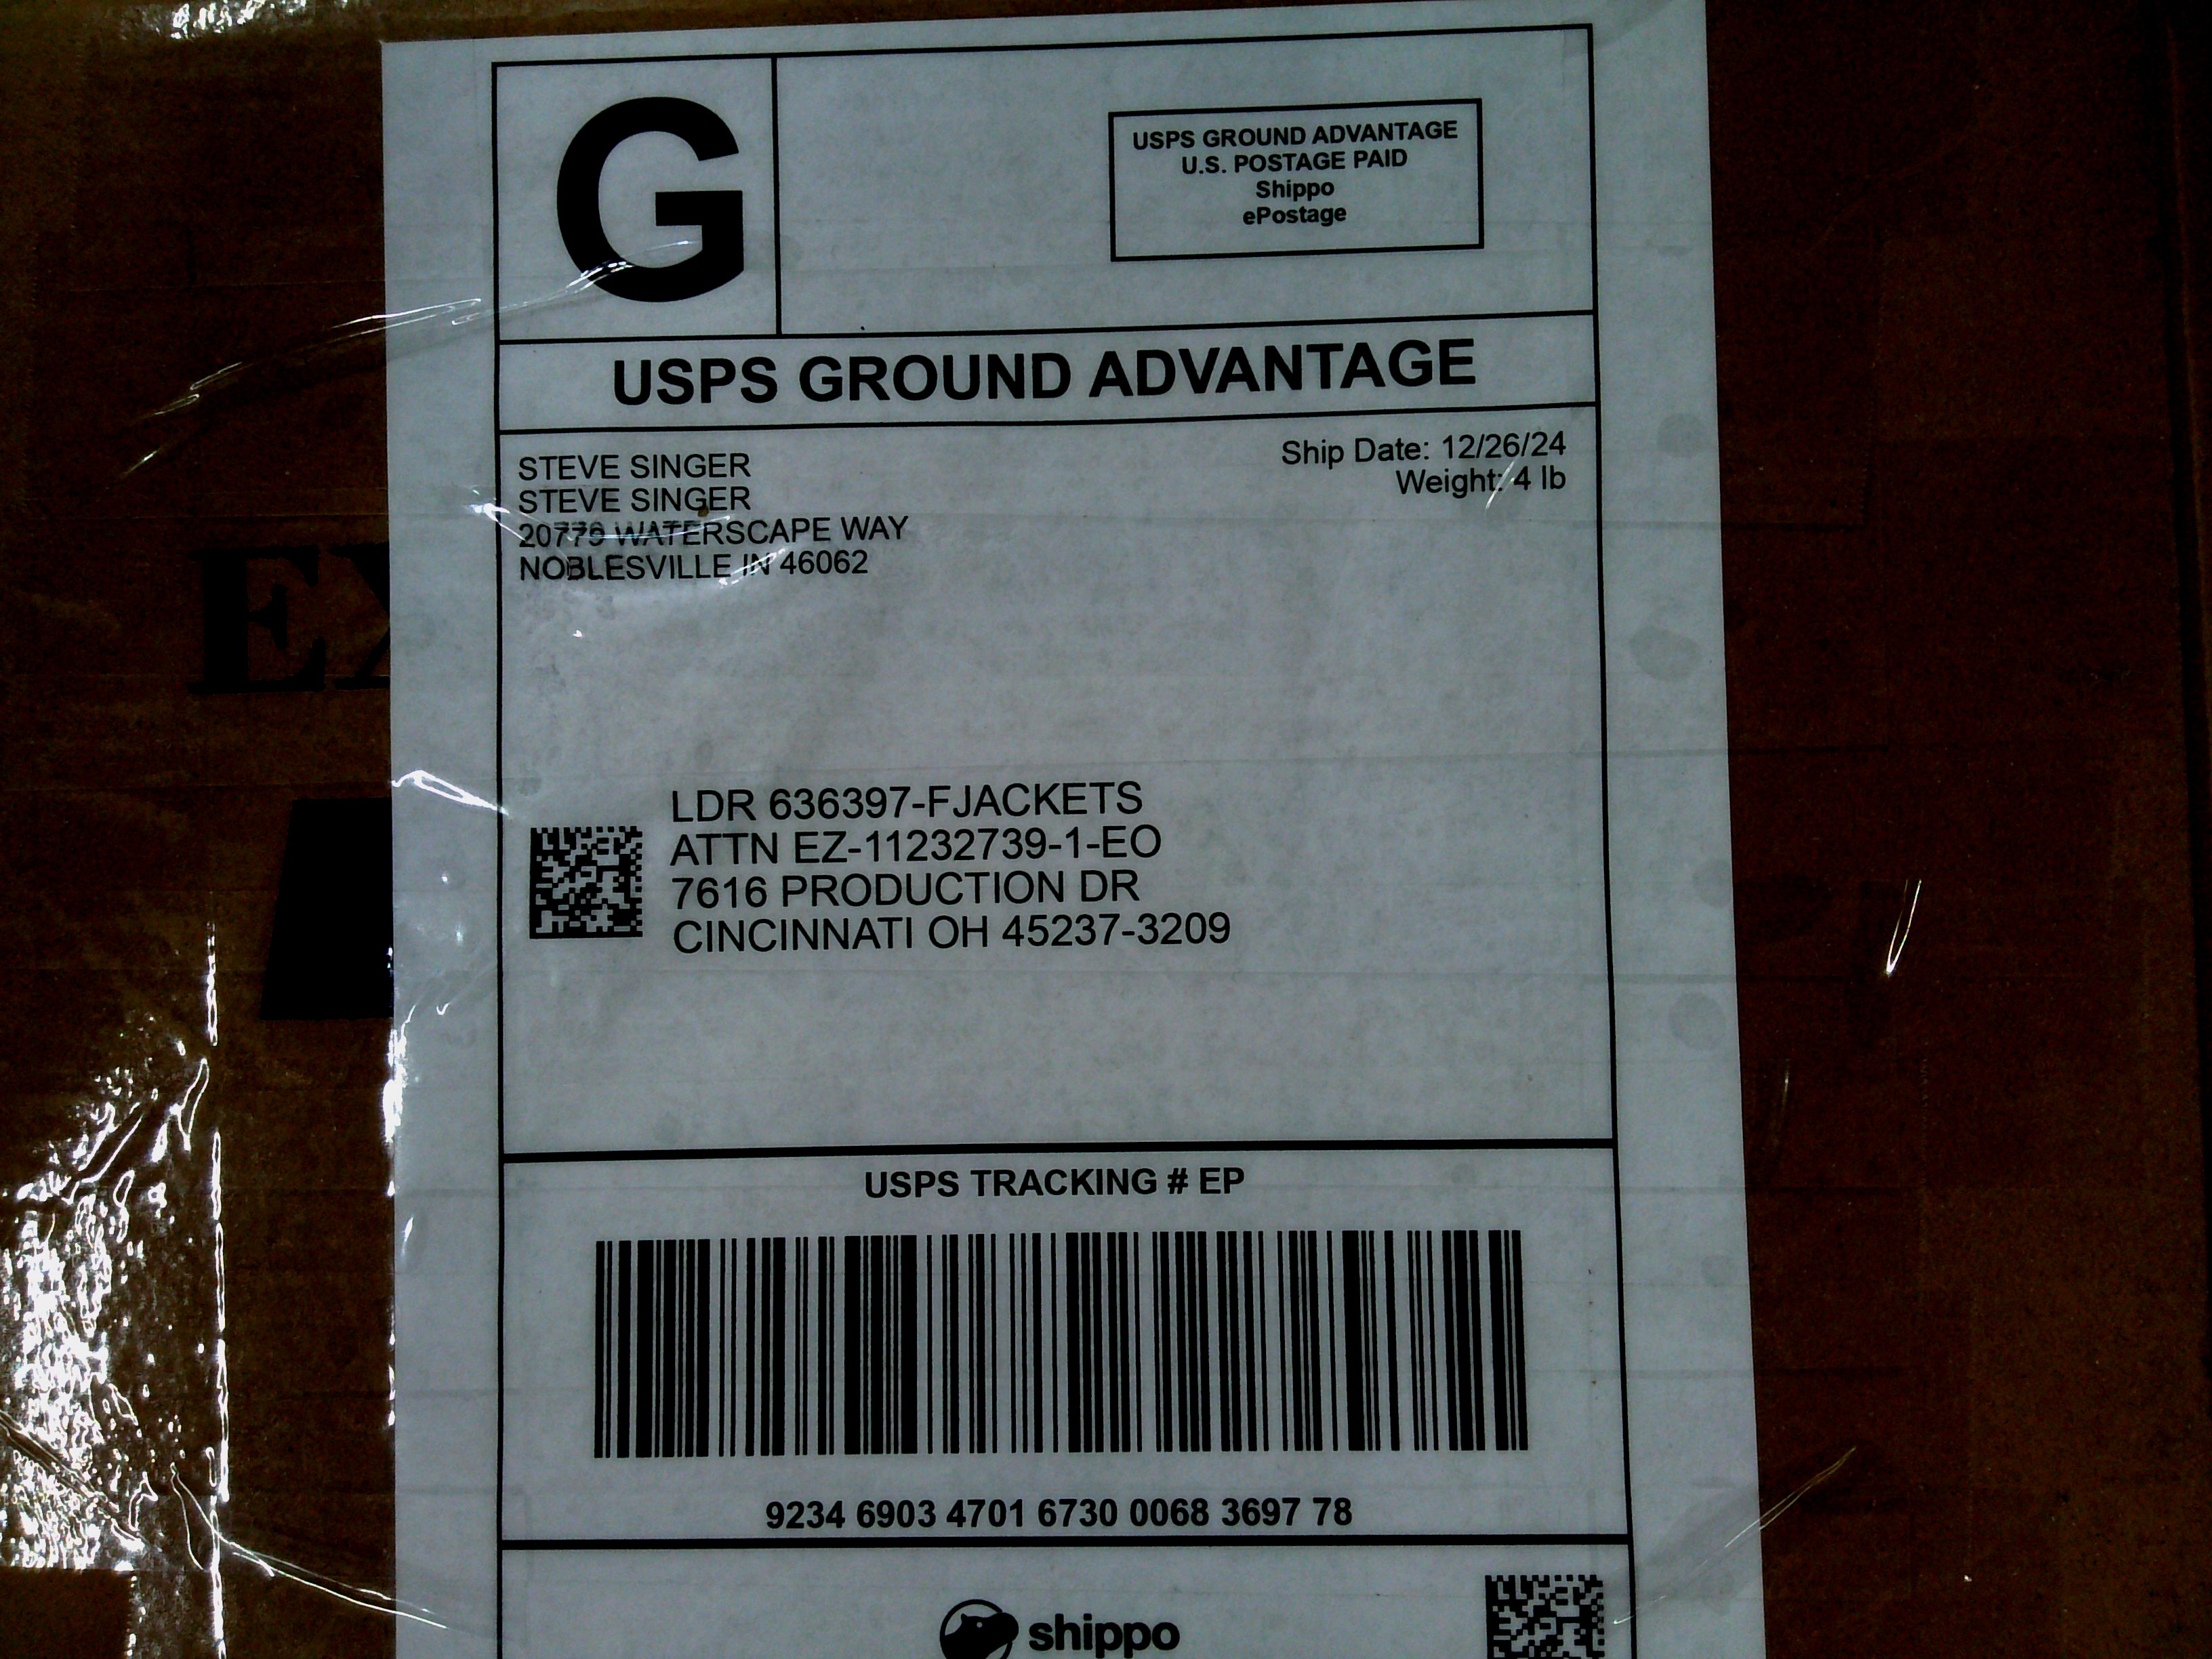 G
USPS GROUND ADVANTAGE
U.S. POSTAGE PAID
Shippo
ePostage
USPS GROUND ADVANTAGE
STEVE SINGER
STEVE SINGER
20779 WATERSCAPE WAY
NOBLESVILLE IN 46062
Ship Date: 12/26/24
Weight: 4 lb
EX
LDR 636397-FJACKETS
ATTN EZ-11232739-1-EO
7616 PRODUCTION DR
CINCINNATI OH 45237-3209
USPS TRACKING # EP
9234 6903 4701 6730 0068 3697 78
shippo